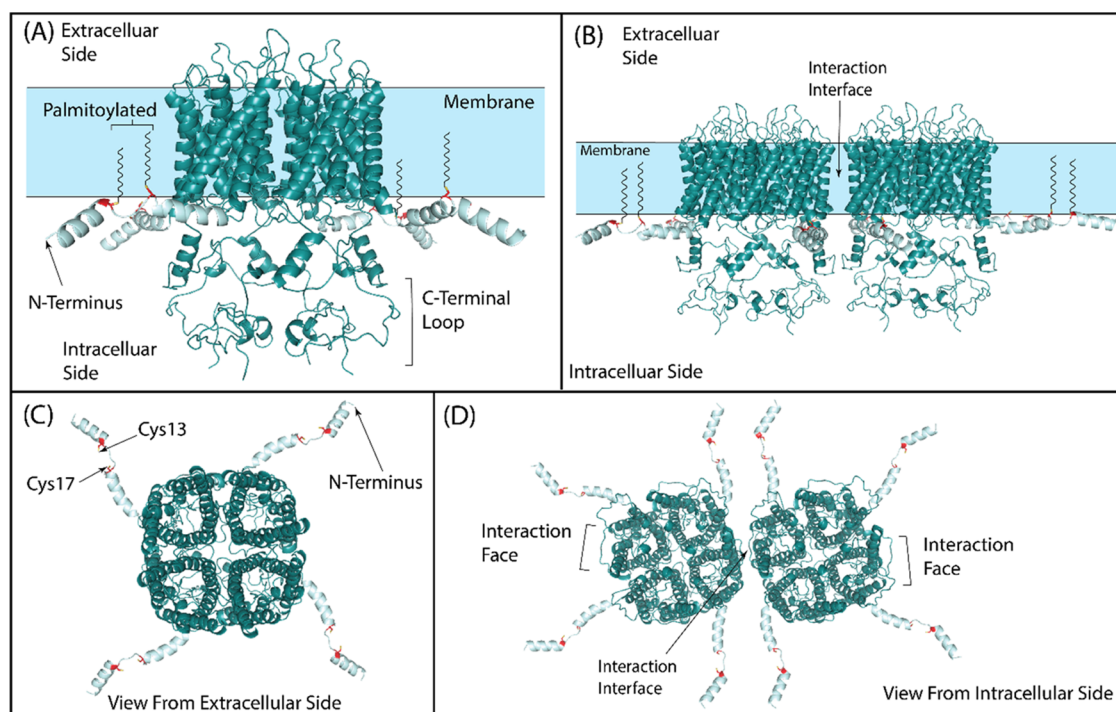 (A)
Extracelluar
Side
Palmitoylated
Membrane
N-Terminus
C-Terminal
Loop
Intracelluar
Side
(B)
Extracelluar
Side
Interaction
Interface
Membrane
Intracelluar Side
(C)
Cys13
Cys17
N-Terminus
View From Extracellular Side
(D)
Interaction
Face
Interaction
Face
Interaction
Interface
View From Intracellular Side